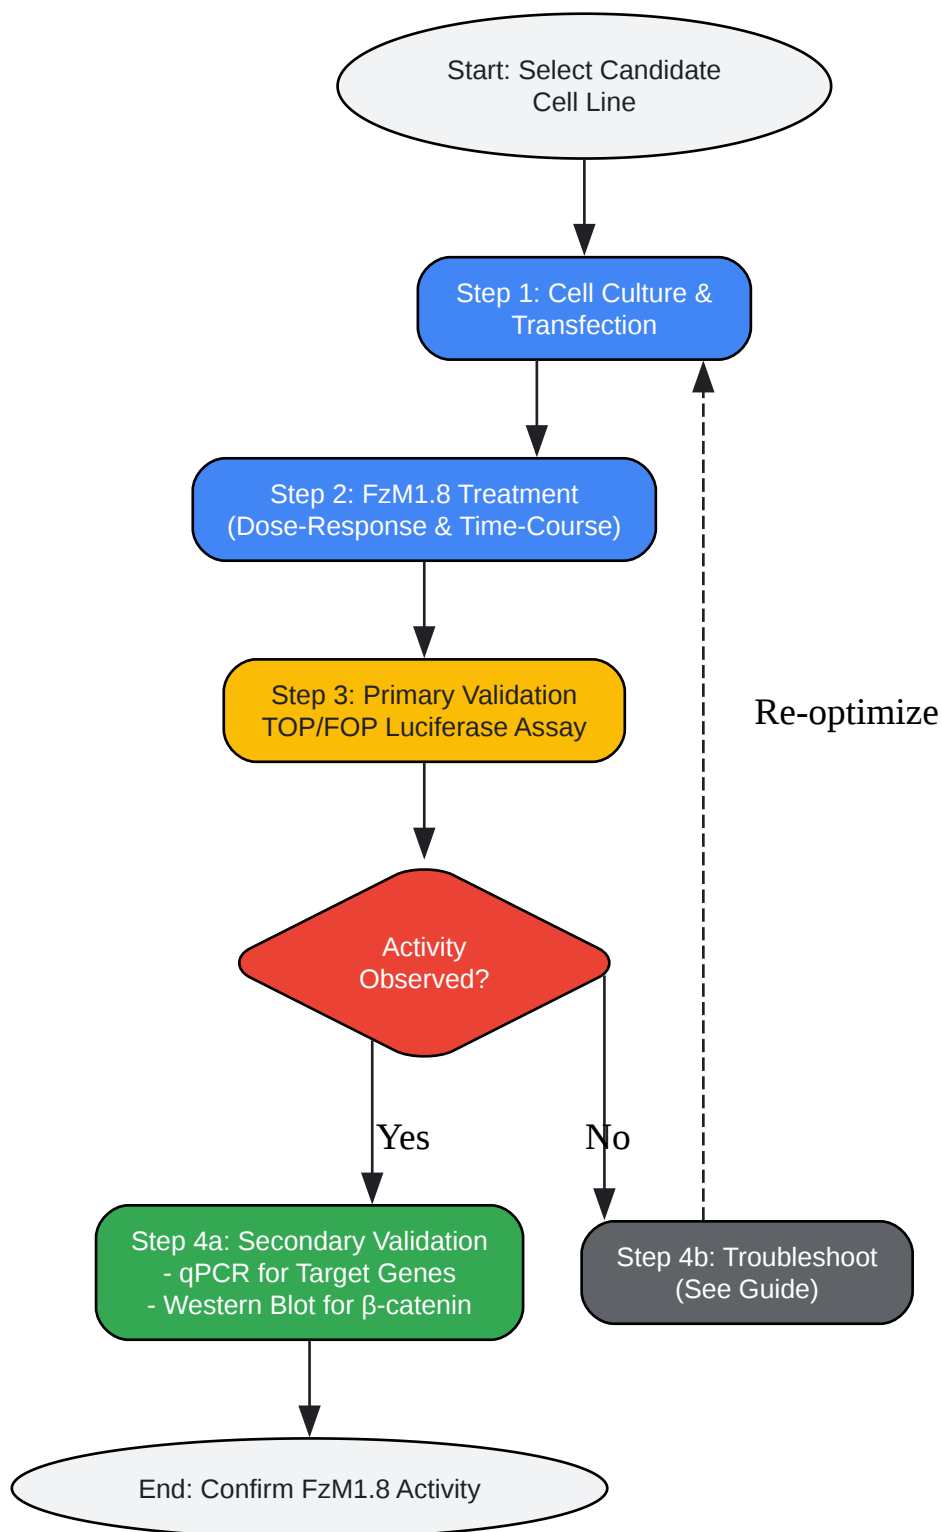 Start: Select Candidate
Cell Line
Step 1: Cell Culture &
Transfection
Step 2: FzM1.8 Treatment
(Dose-Response & Time-Course)
Step 3: Primary Validation
TOP/FOP Luciferase Assay
Re-optimize
Activity
Observed?
Yes
No
Step 4a: Secondary Validation
- qPCR for Target Genes
- Western Blot for β-catenin
Step 4b: Troubleshoot
(See Guide)
End: Confirm FzM1.8 Activity